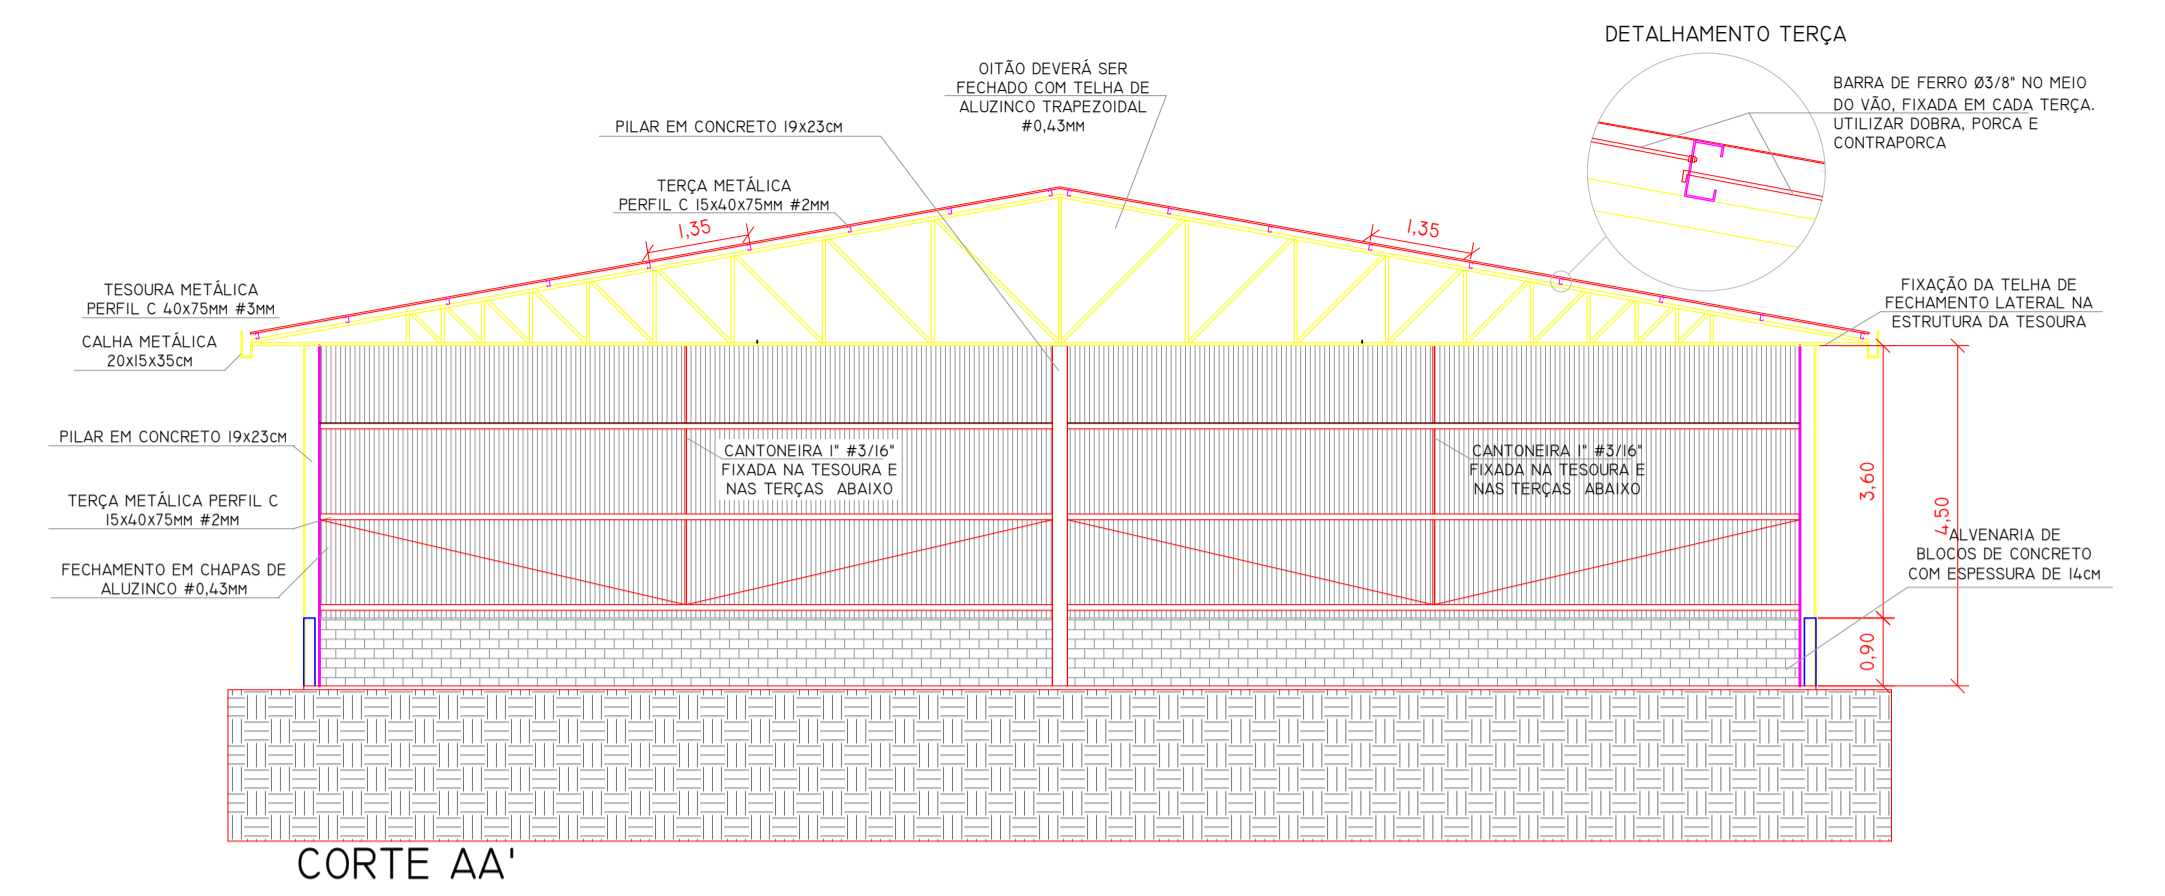 DETALHAMENTO TERÇA
BARRA DE FERRO Ø3/8" NO MEIO
DO VÃO, FIXADA EM CADA TERÇA.
UTILIZAR DOBRA, PORCA E
CONTRAPORCA
OITÃO DEVERÁ SER
FECHADO COM TELHA DE
ALUZINCO TRAPEZOIDAL
#0,43MM
PILAR EM CONCRETO 19x23CM
TERÇA METÁLICA
PERFIL C 15x40x75MM #2MM
1,35
1,35
TESOURA METÁLICA
PERFIL C 40x75MM #3MM
CALHA METÁLICA
20x15x35CM
FIXAÇÃO DA TELHA DE
FECHAMENTO LATERAL NA
ESTRUTURA DA TESOURA
PILAR EM CONCRETO 19x23CM
CANTONEIRA 1" #3/16"
FIXADA NA TESOURA E
NAS TERÇAS ABAIXO
CANTONEIRA 1" #3/16"
FIXADA NA TESOURA E
NAS TERÇAS ABAIXO
TERÇA METÁLICA PERFIL C
15x40x75MM #2MM
FECHAMENTO EM CHAPAS DE
ALUZINCO #0,43MM
3,60
4,50
0,90
ALVENARIA DE
BLOCOS DE CONCRETO
COM ESPESSURA DE 14CM
CORTE AA'